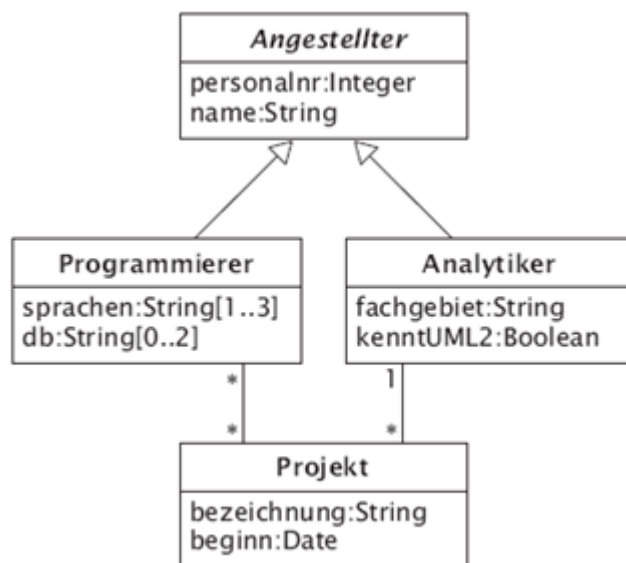 Angestellter
personalnr:Integer
name:String
Programmierer
sprachen:String[1..3]
db:String[0..2]
Analytiker
fachgebiet:String
kenntUML2:Boolean
* 1
* *
Projekt
bezeichnung:String
beginn:Date